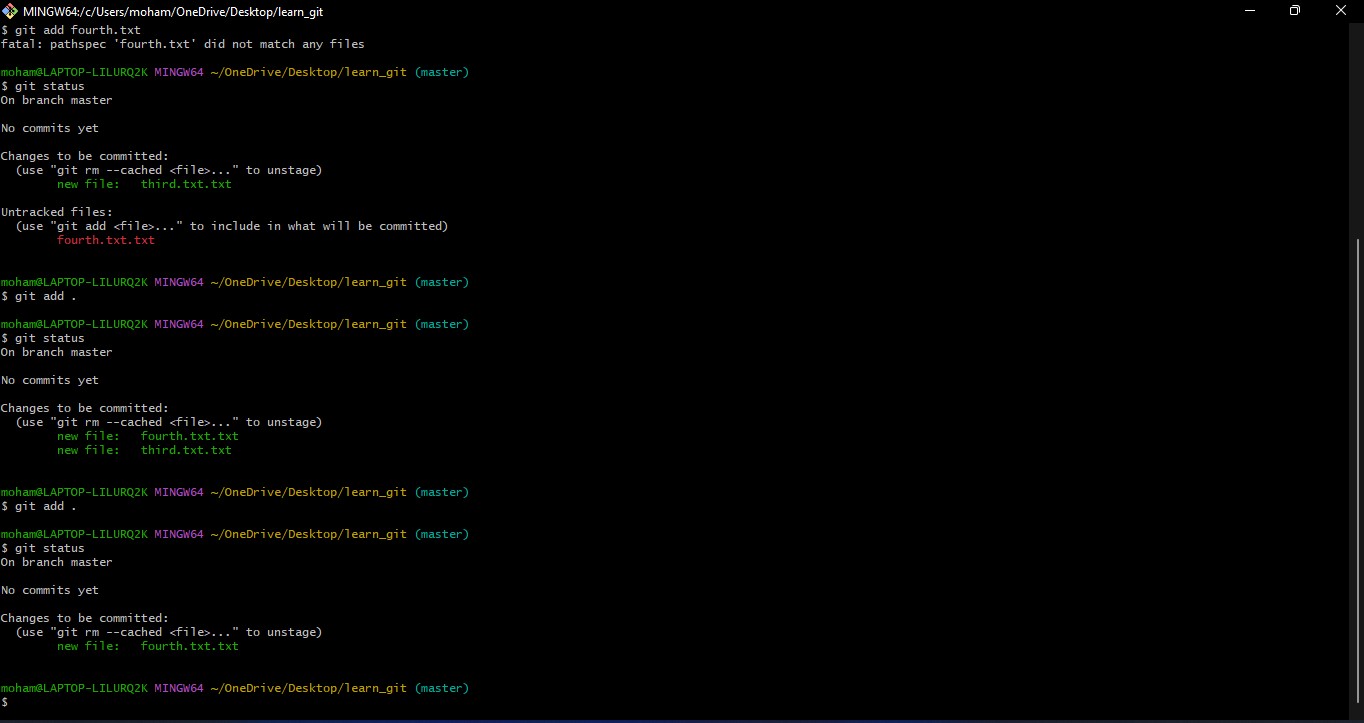 MINGW64:/c/Users/moham/OneDrive/Desktop/learn_git
$ git add fourth.txt
fatal: pathspec 'fourth.txt' did not match any files
moham@LAPTOP-LILURQ2K MINGW64 ~/OneDrive/Desktop/learn_git (master)
$ git status
On branch master
No commits yet
Changes to be committed:
  (use "git rm --cached <file>..." to unstage)
        new file:   third.txt.txt
Untracked files:
  (use "git add <file>..." to include in what will be committed)
        fourth.txt.txt
moham@LAPTOP-LILURQ2K MINGW64 ~/OneDrive/Desktop/learn_git (master)
$ git add .
moham@LAPTOP-LILURQ2K MINGW64 ~/OneDrive/Desktop/learn_git (master)
$ git status
On branch master
No commits yet
Changes to be committed:
  (use "git rm --cached <file>..." to unstage)
        new file:   fourth.txt.txt
        new file:   third.txt.txt
moham@LAPTOP-LILURQ2K MINGW64 ~/OneDrive/Desktop/learn_git (master)
$ git add .
moham@LAPTOP-LILURQ2K MINGW64 ~/OneDrive/Desktop/learn_git (master)
$ git status
On branch master
No commits yet
Changes to be committed:
  (use "git rm --cached <file>..." to unstage)
        new file:   fourth.txt.txt
moham@LAPTOP-LILURQ2K MINGW64 ~/OneDrive/Desktop/learn_git (master)
$